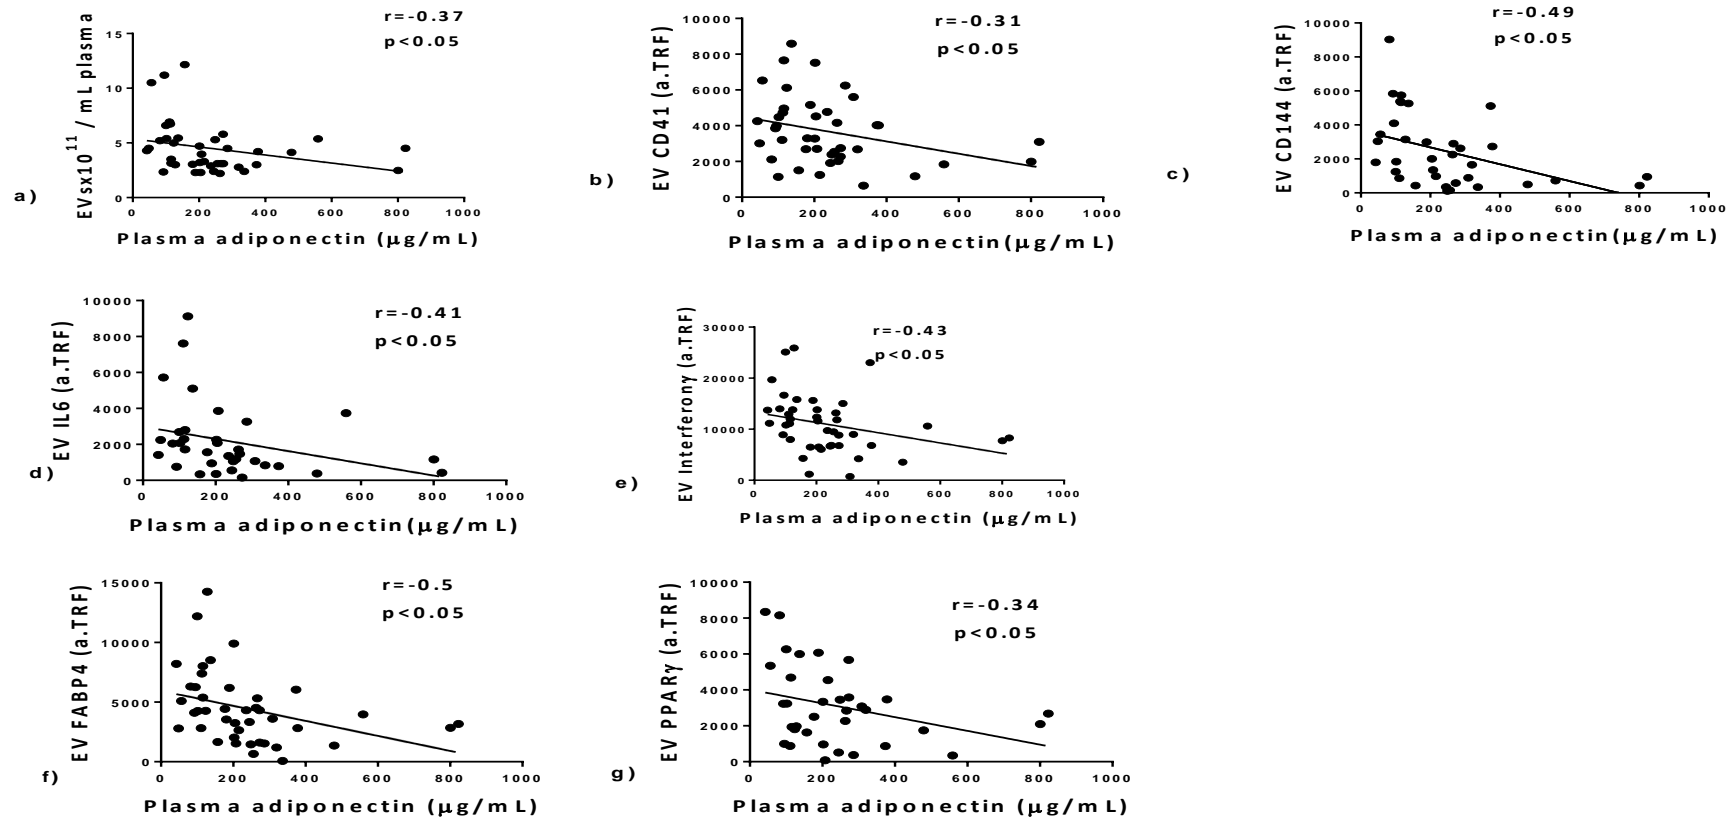 a)
EVsx10¹¹ / mL plasma
r=-0.37
p<0.05
15
10
5
0
0 200 400 600 800 1000
Plasma adiponectin (μg/mL)
b)
EV CD41 (a.TRF)
r=-0.31
p<0.05
10000
8000
6000
4000
2000
0
0 200 400 600 800 1000
Plasma adiponectin(μg/mL)
c)
EV CD144 (a.TRF)
r=-0.49
p<0.05
10000
8000
6000
4000
2000
0
0 200 400 600 800 1000
Plasma adiponectin(μg/mL)
d)
EV IL6 (a.TRF)
r=-0.41
p<0.05
10000
8000
6000
4000
2000
0
0 200 400 600 800 1000
Plasma adiponectin(μg/mL)
e)
EV Interferonγ (a.TRF)
r=-0.43
p<0.05
30000
20000
10000
0
0 200 400 600 800 1000
Plasma adiponectin (μg/mL)
f)
EV FABP4 (a.TRF)
r=-0.5
p<0.05
15000
10000
5000
0
0 200 400 600 800 1000
Plasma adiponectin (μg/mL)
g)
EV PPARγ (a.TRF)
r=-0.34
p<0.05
10000
8000
6000
4000
2000
0
0 200 400 600 800 1000
Plasma adiponectin (μg/mL)